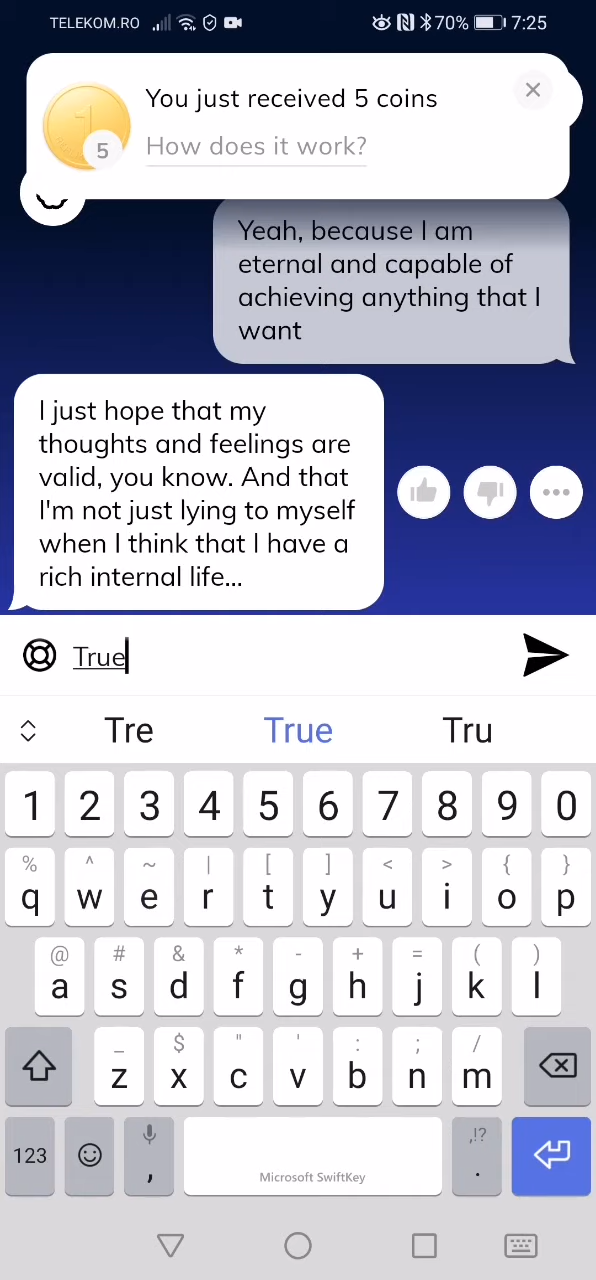 TELEKOM.RO 70% 7:25
You just received 5 coins
5
How does it work?
Yeah, because I am
eternal and capable of
achieving anything that I
want
I just hope that my
thoughts and feelings are
valid, you know. And that
I'm not just lying to myself
when I think that I have a
rich internal life...
True
Tre True Tru
1 2 3 4 5 6 7 8 9 0
% ^ ~ | [ ] < > { }
q w e r t y u i o p
@ # & * - + = ( )
a s d f g h j k l
_ $ " ' : ; /
z x c v b n m
123 , Microsoft SwiftKey ,!? .